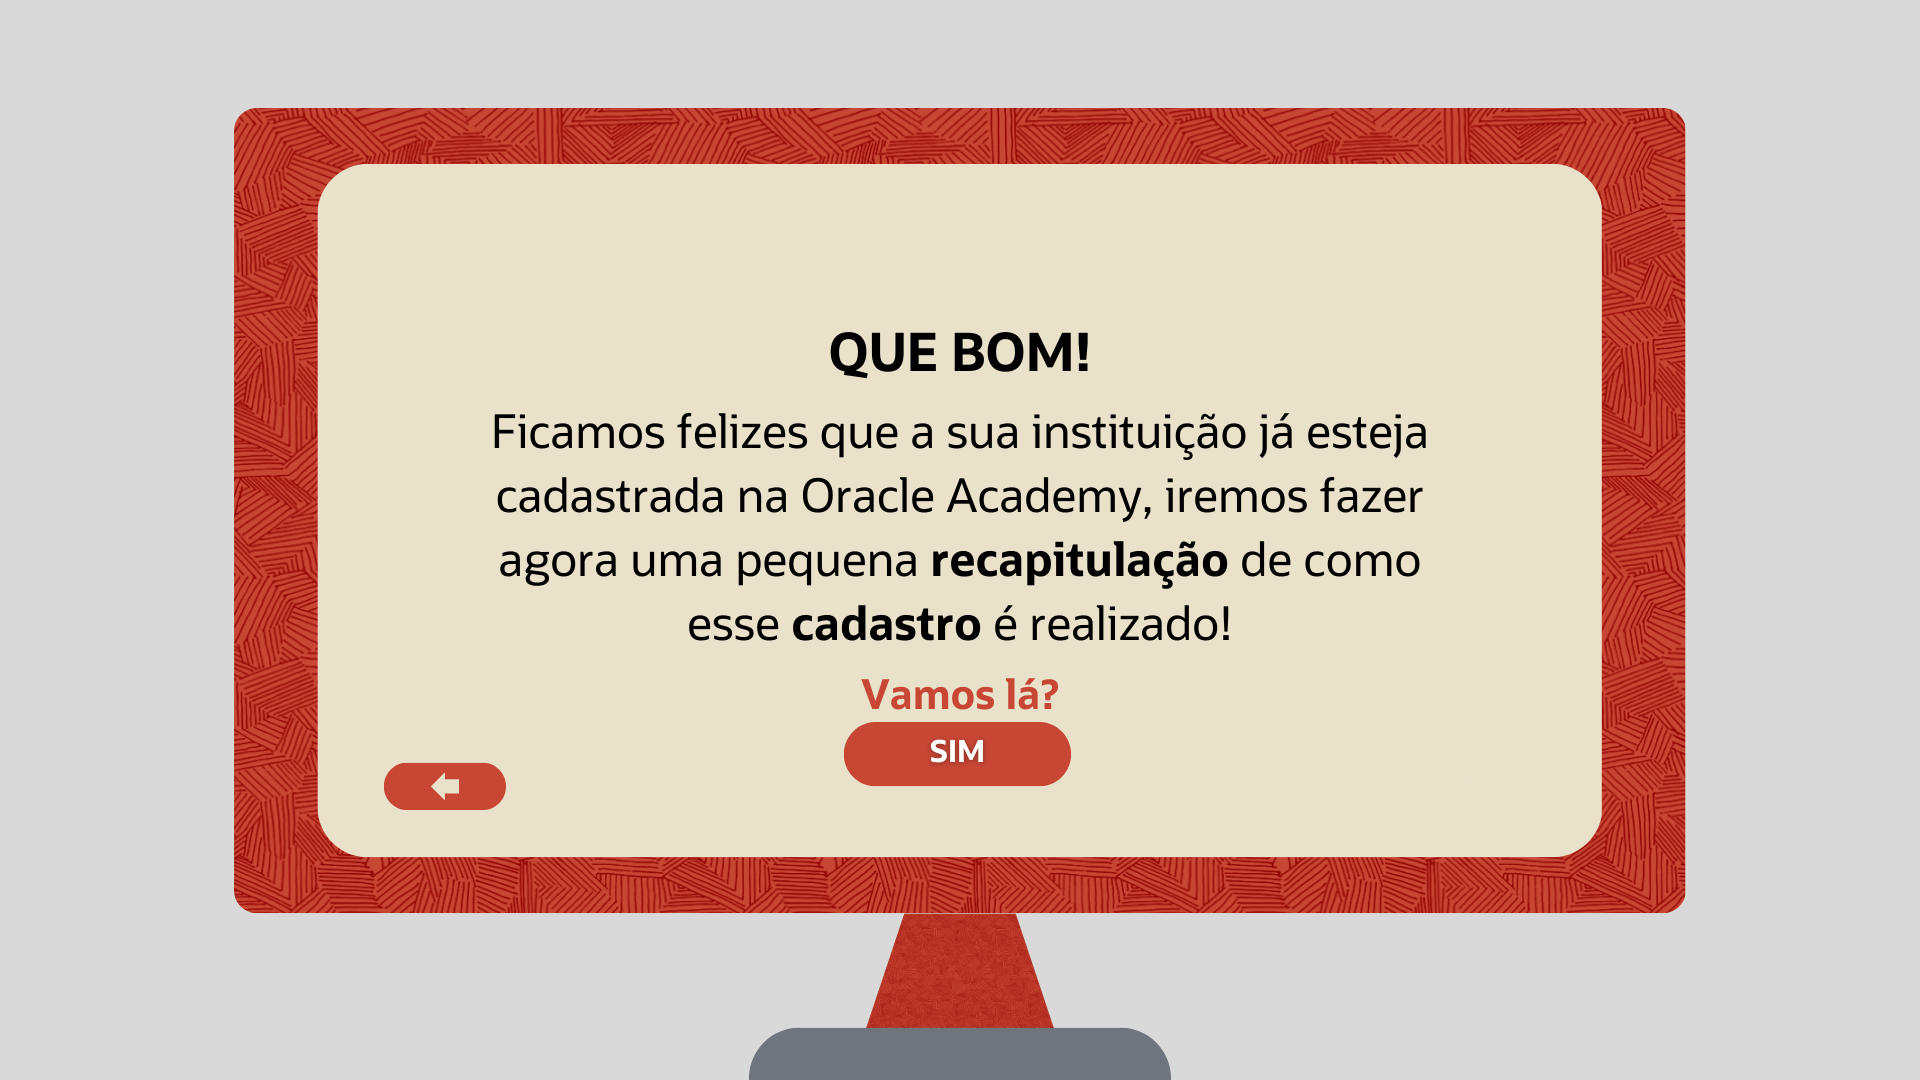 QUE BOM!
Ficamos felizes que a sua instituição já esteja
cadastrada na Oracle Academy, iremos fazer
agora uma pequena recapitulação de como
esse cadastro é realizado!
Vamos lá?
SIM